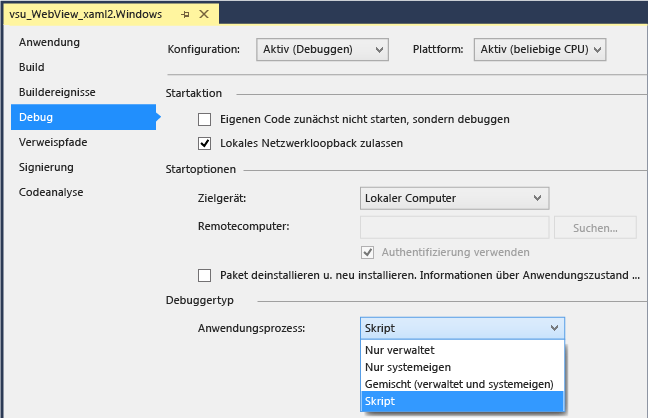 vsu_WebView_xaml2.Windows
Anwendung
Build
Buildereignisse
Debug
Verweispfade
Signierung
Codeanalyse
Konfiguration: Aktiv (Debuggen) Plattform: Aktiv (beliebige CPU)
Startaktion
Eigenen Code zunächst nicht starten, sondern debuggen
Lokales Netzwerkloopback zulassen
Startoptionen
Zielgerät: Lokaler Computer
Remotecomputer: Suchen...
Authentifizierung verwenden
Paket deinstallieren u. neu installieren. Informationen über Anwendungszustand ...
Debuggertyp
Anwendungsprozess: Skript
Nur verwaltet
Nur systemeigen
Gemischt (verwaltet und systemeigen)
Skript